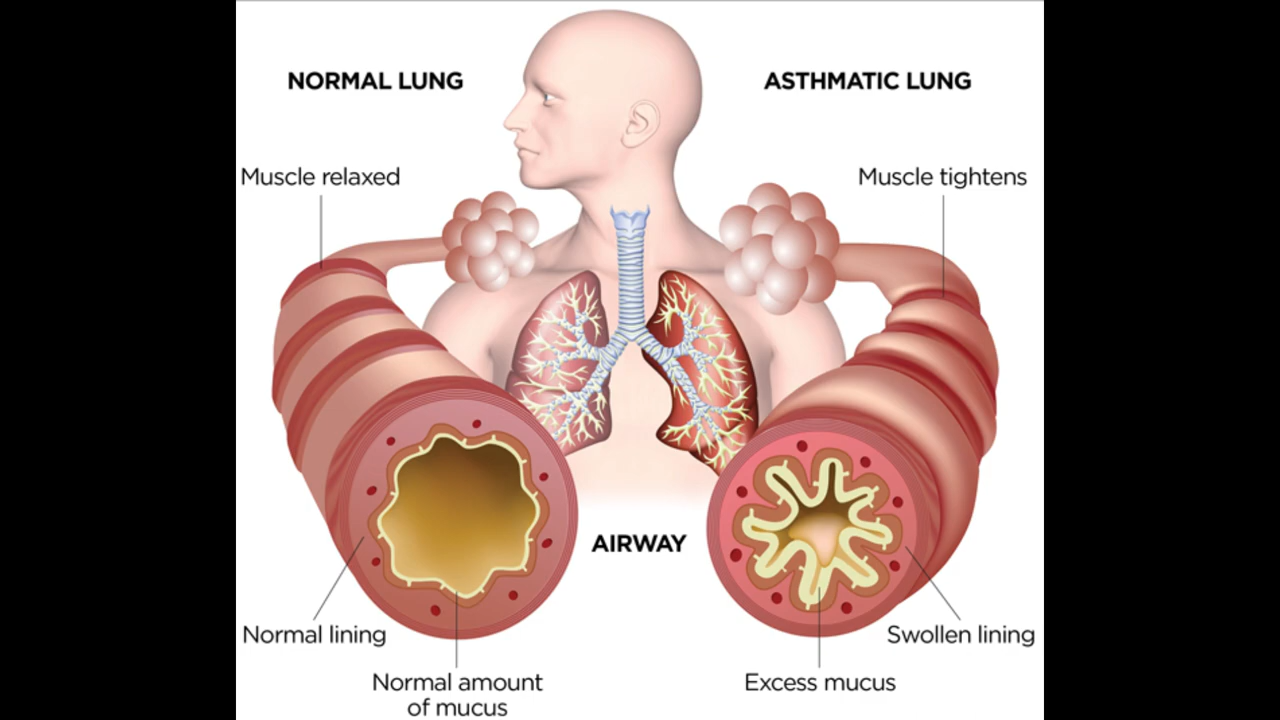 NORMAL LUNG
ASTHMATIC LUNG
Muscle relaxed
Muscle tightens
AIRWAY
Normal lining
Swollen lining
Normal amount
of mucus
Excess mucus